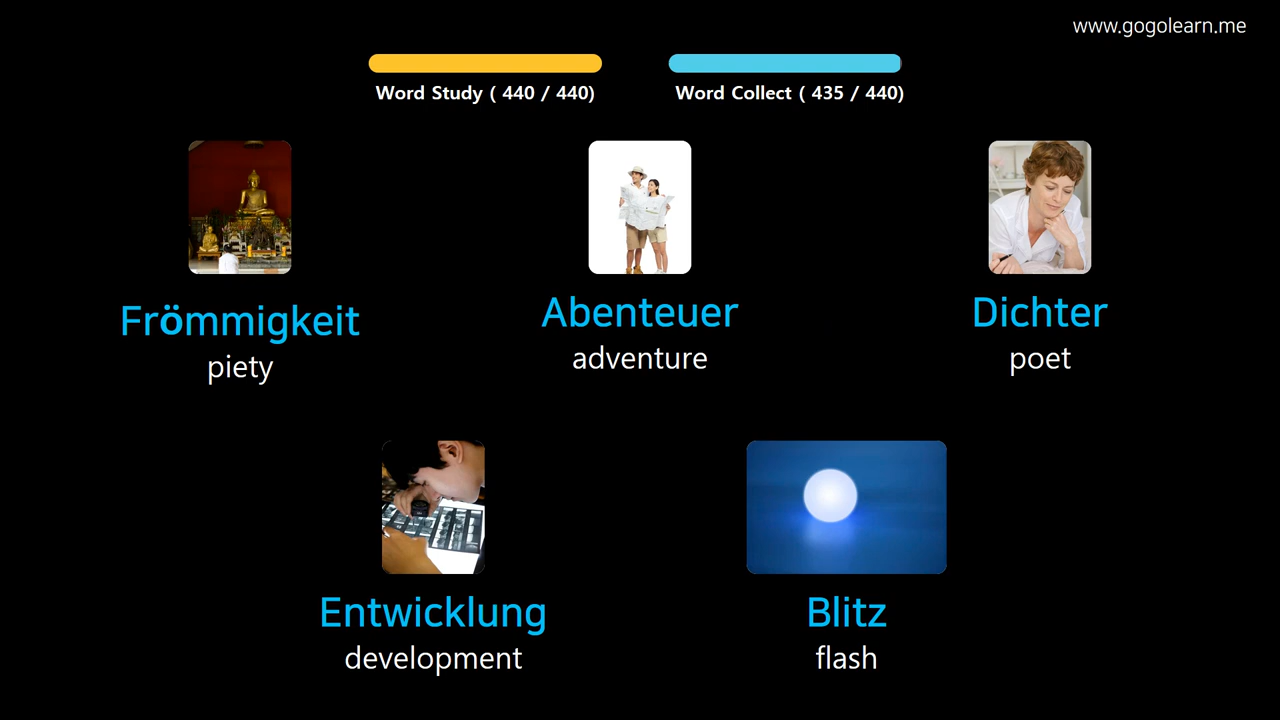 www.gogolearn.me
Word Study ( 440 / 440)
Word Collect ( 435 / 440)
Frömmigkeit
piety
Abenteuer
adventure
Dichter
poet
Entwicklung
development
Blitz
flash